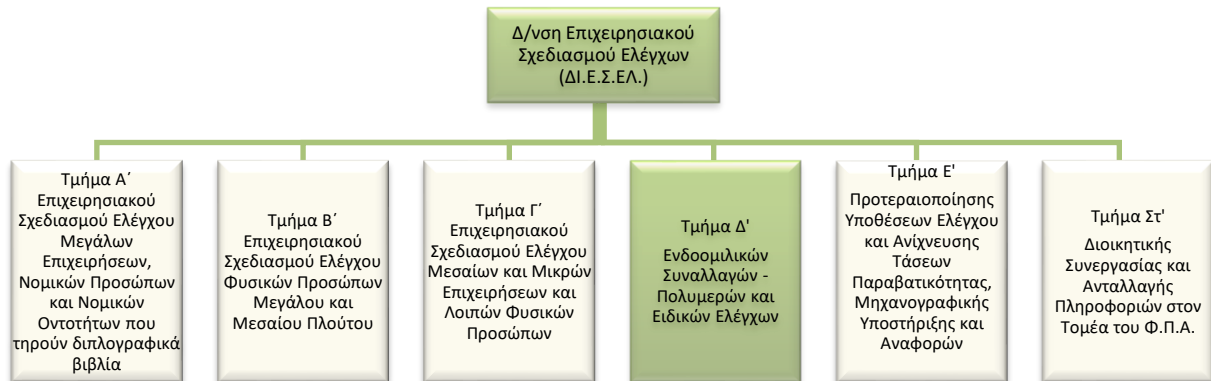 Δ/νση Επιχειρησιακού
Σχεδιασμού Ελέγχων
(ΔΙ.Ε.Σ.ΕΛ.)
Τμήμα Α΄
Επιχειρησιακού
Σχεδιασμού Ελέγχου
Μεγάλων
Επιχειρήσεων,
Νομικών Προσώπων
και Νομικών
Οντοτήτων που
τηρούν διπλογραφικά
βιβλία
Τμήμα Β΄
Επιχειρησιακού
Σχεδιασμού Ελέγχου
Φυσικών Προσώπων
Μεγάλου και
Μεσαίου Πλούτου
Τμήμα Γ΄
Επιχειρησιακού
Σχεδιασμού Ελέγχου
Μεσαίων και Μικρών
Επιχειρήσεων και
Λοιπών Φυσικών
Προσώπων
Τμήμα Δ'
Ενδοομιλικών
Συναλλαγών -
Πολυμερών και
Ειδικών Ελέγχων
Τμήμα Ε'
Προτεραιοποίησης
Υποθέσεων Ελέγχου
και Ανίχνευσης
Τάσεων
Παραβατικότητας,
Μηχανογραφικής
Υποστήριξης και
Αναφορών
Τμήμα Στ'
Διοικητικής
Συνεργασίας και
Ανταλλαγής
Πληροφοριών στον
Τομέα του Φ.Π.Α.